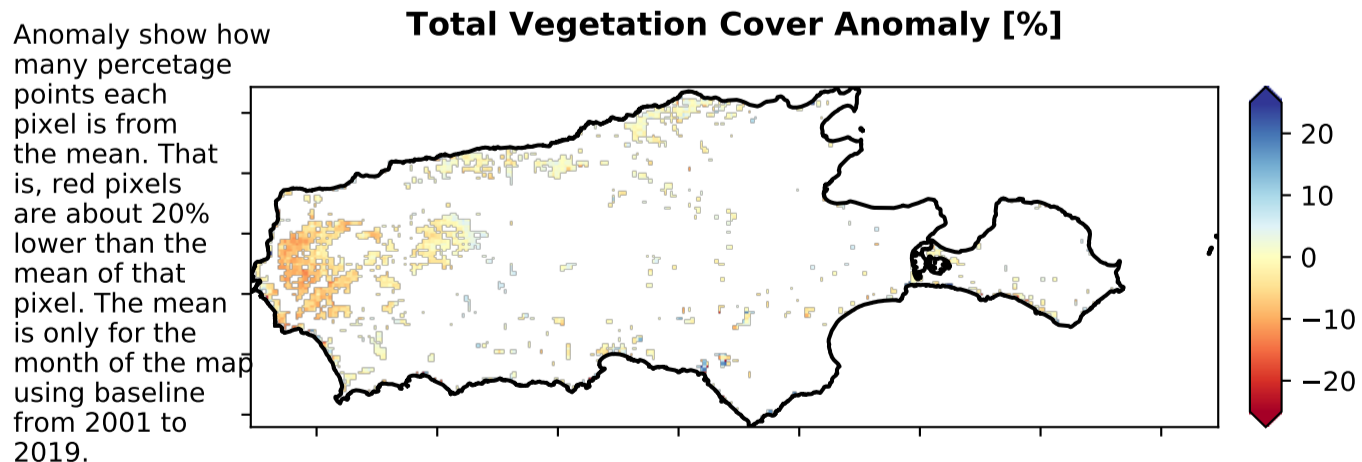 Total Vegetation Cover Anomaly [%]
Anomaly show how
many percetage
points each
pixel is from
the mean. That
is, red pixels
are about 20%
lower than the
mean of that
pixel. The mean
is only for the
month of the map
using baseline
from 2001 to
2019.
20
10
0
−10
−20